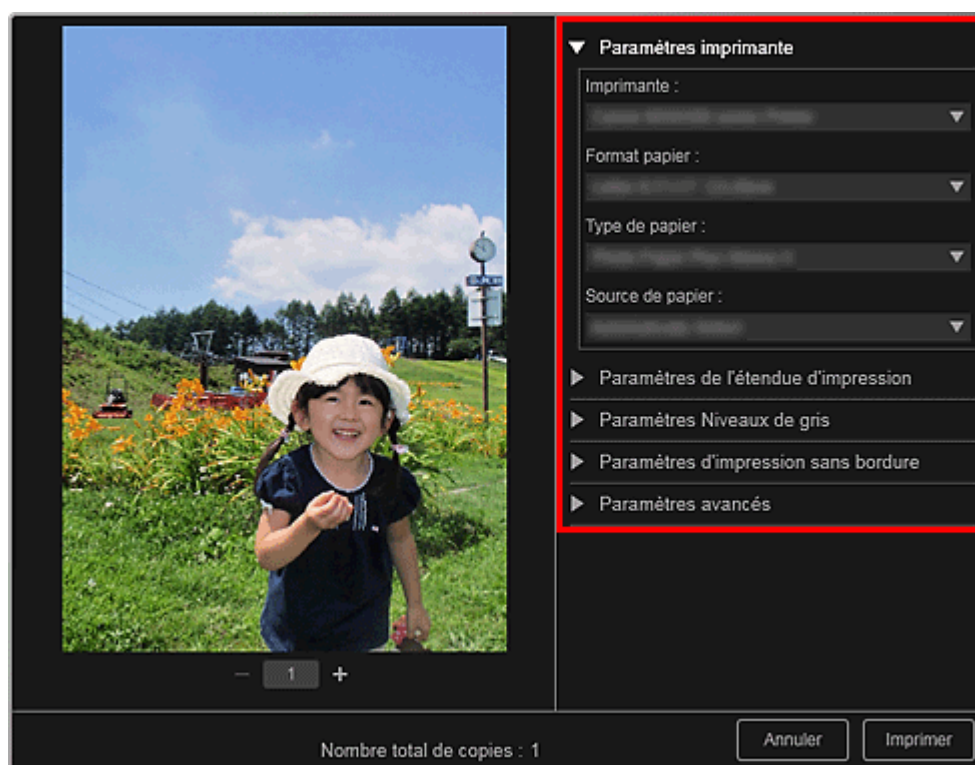 Paramètres imprimante
Imprimante :
Format papier :
Type de papier :
Source de papier :
Paramètres de l'étendue d'impression
Paramètres Niveaux de gris
Paramètres d'impression sans bordure
Paramètres avancés
1
Nombre total de copies : 1
Annuler
Imprimer